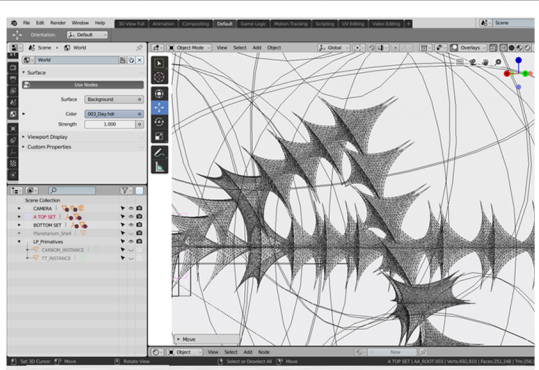 File Edit Render Window Help
3D View Full Animation Compositing Default Game Logic Motion Tracking Scripting UV Editing Video Editing
Scene
Orientation: Default
Scene World
Object Mode View Select Add Object Global Overlays
World
Surface
Use Nodes
Surface Background
Color 003_Day.hdr
Strength 1.000
Viewport Display
Custom Properties
Scene Collection
CAMERA
A TOP SET
BOTTOM SET
Planetarium_Shell
LP_Primatives
CARBON_INSTANCE
TT_INSTANCE
Move
Object View Select Add Node New
Set 3D Cursor Move Rotate View Select or Deselect All Move